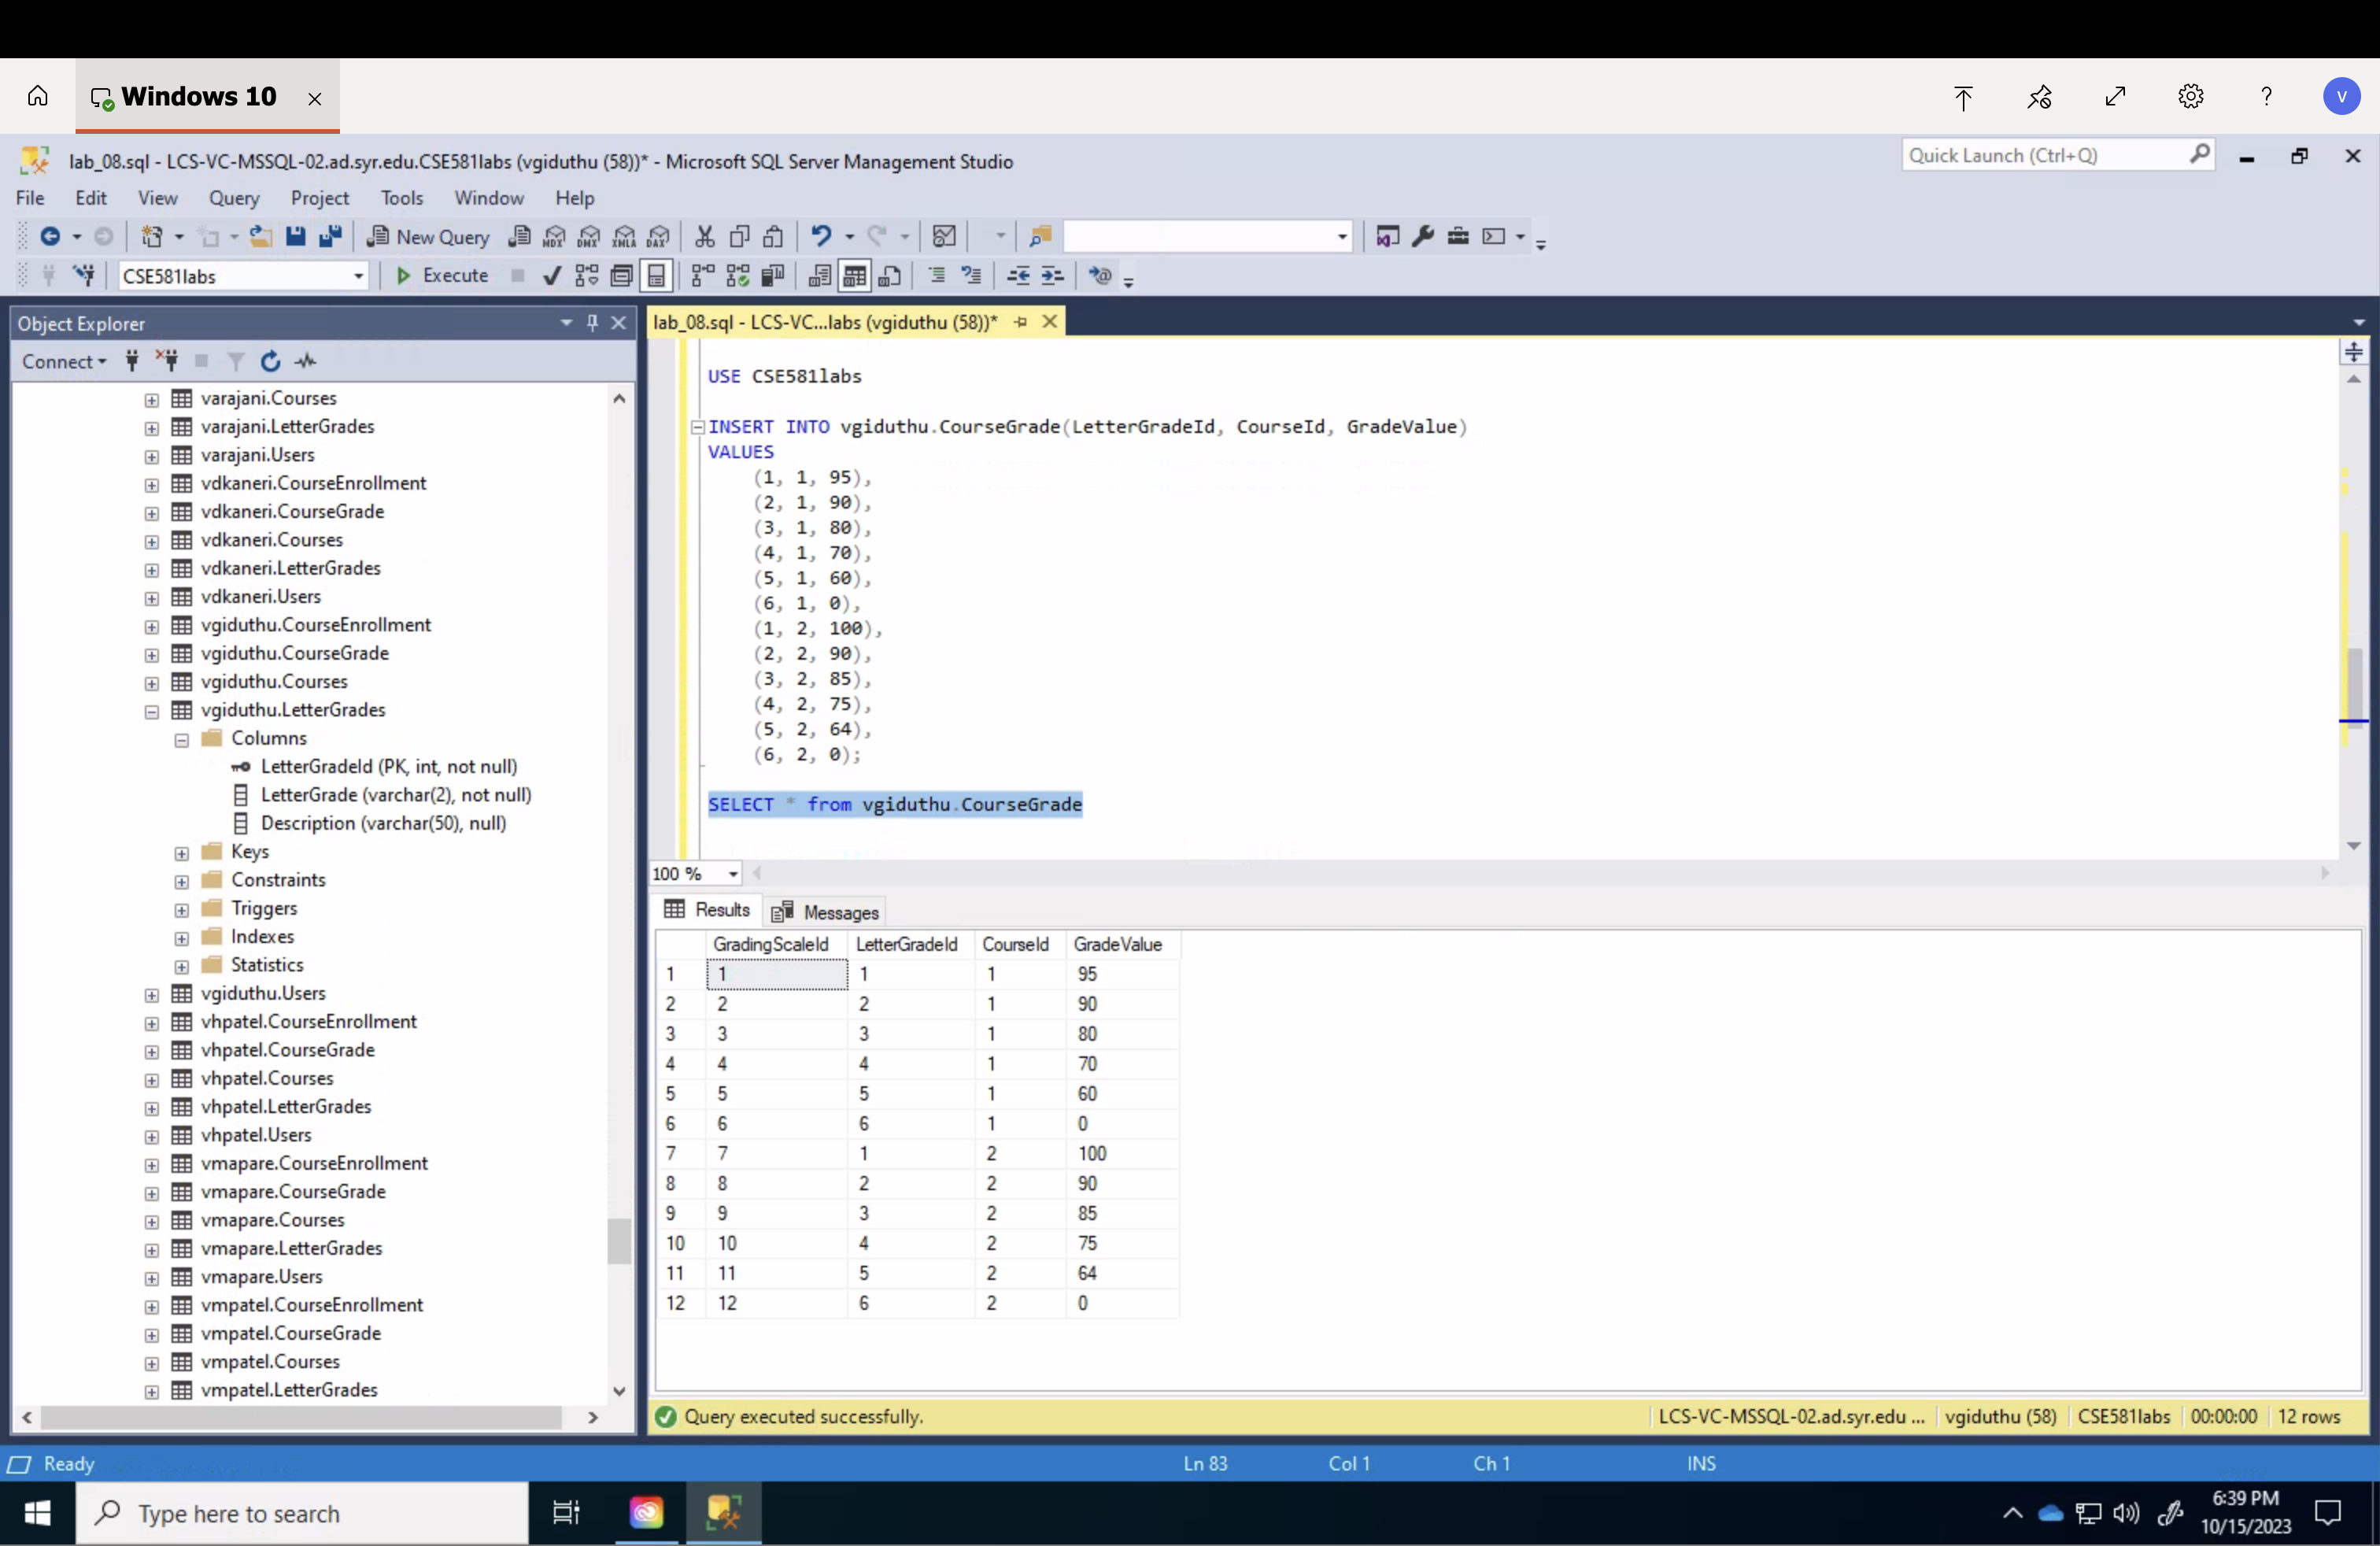 Windows 10
V
lab_08.sql - LCS-VC-MSSQL-02.ad.syr.edu.CSE581labs (vgiduthu (58))* - Microsoft SQL Server Management Studio
Quick Launch (Ctrl+Q)
File Edit View Query Project Tools Window Help
New Query MDX DMX XMLA DAX
CSE581labs Execute
Object Explorer
Connect
varajani.Courses
varajani.LetterGrades
varajani.Users
vdkaneri.CourseEnrollment
vdkaneri.CourseGrade
vdkaneri.Courses
vdkaneri.LetterGrades
vdkaneri.Users
vgiduthu.CourseEnrollment
vgiduthu.CourseGrade
vgiduthu.Courses
vgiduthu.LetterGrades
Columns
LetterGradeId (PK, int, not null)
LetterGrade (varchar(2), not null)
Description (varchar(50), null)
Keys
Constraints
Triggers
Indexes
Statistics
vgiduthu.Users
vhpatel.CourseEnrollment
vhpatel.CourseGrade
vhpatel.Courses
vhpatel.LetterGrades
vhpatel.Users
vmapare.CourseEnrollment
vmapare.CourseGrade
vmapare.Courses
vmapare.LetterGrades
vmapare.Users
vmpatel.CourseEnrollment
vmpatel.CourseGrade
vmpatel.Courses
vmpatel.LetterGrades
lab_08.sql - LCS-VC...labs (vgiduthu (58))*
USE CSE581labs
INSERT INTO vgiduthu.CourseGrade(LetterGradeId, CourseId, GradeValue)
VALUES
(1, 1, 95),
(2, 1, 90),
(3, 1, 80),
(4, 1, 70),
(5, 1, 60),
(6, 1, 0),
(1, 2, 100),
(2, 2, 90),
(3, 2, 85),
(4, 2, 75),
(5, 2, 64),
(6, 2, 0);
SELECT * from vgiduthu.CourseGrade
100 %
Results Messages
GradingScaleId LetterGradeId CourseId GradeValue
1 1 1 1 95
2 2 2 1 90
3 3 3 1 80
4 4 4 1 70
5 5 5 1 60
6 6 6 1 0
7 7 1 2 100
8 8 2 2 90
9 9 3 2 85
10 10 4 2 75
11 11 5 2 64
12 12 6 2 0
Query executed successfully. LCS-VC-MSSQL-02.ad.syr.edu ... vgiduthu (58) CSE581labs 00:00:00 12 rows
Ready Ln 83 Col 1 Ch 1 INS
Type here to search
6:39 PM
10/15/2023